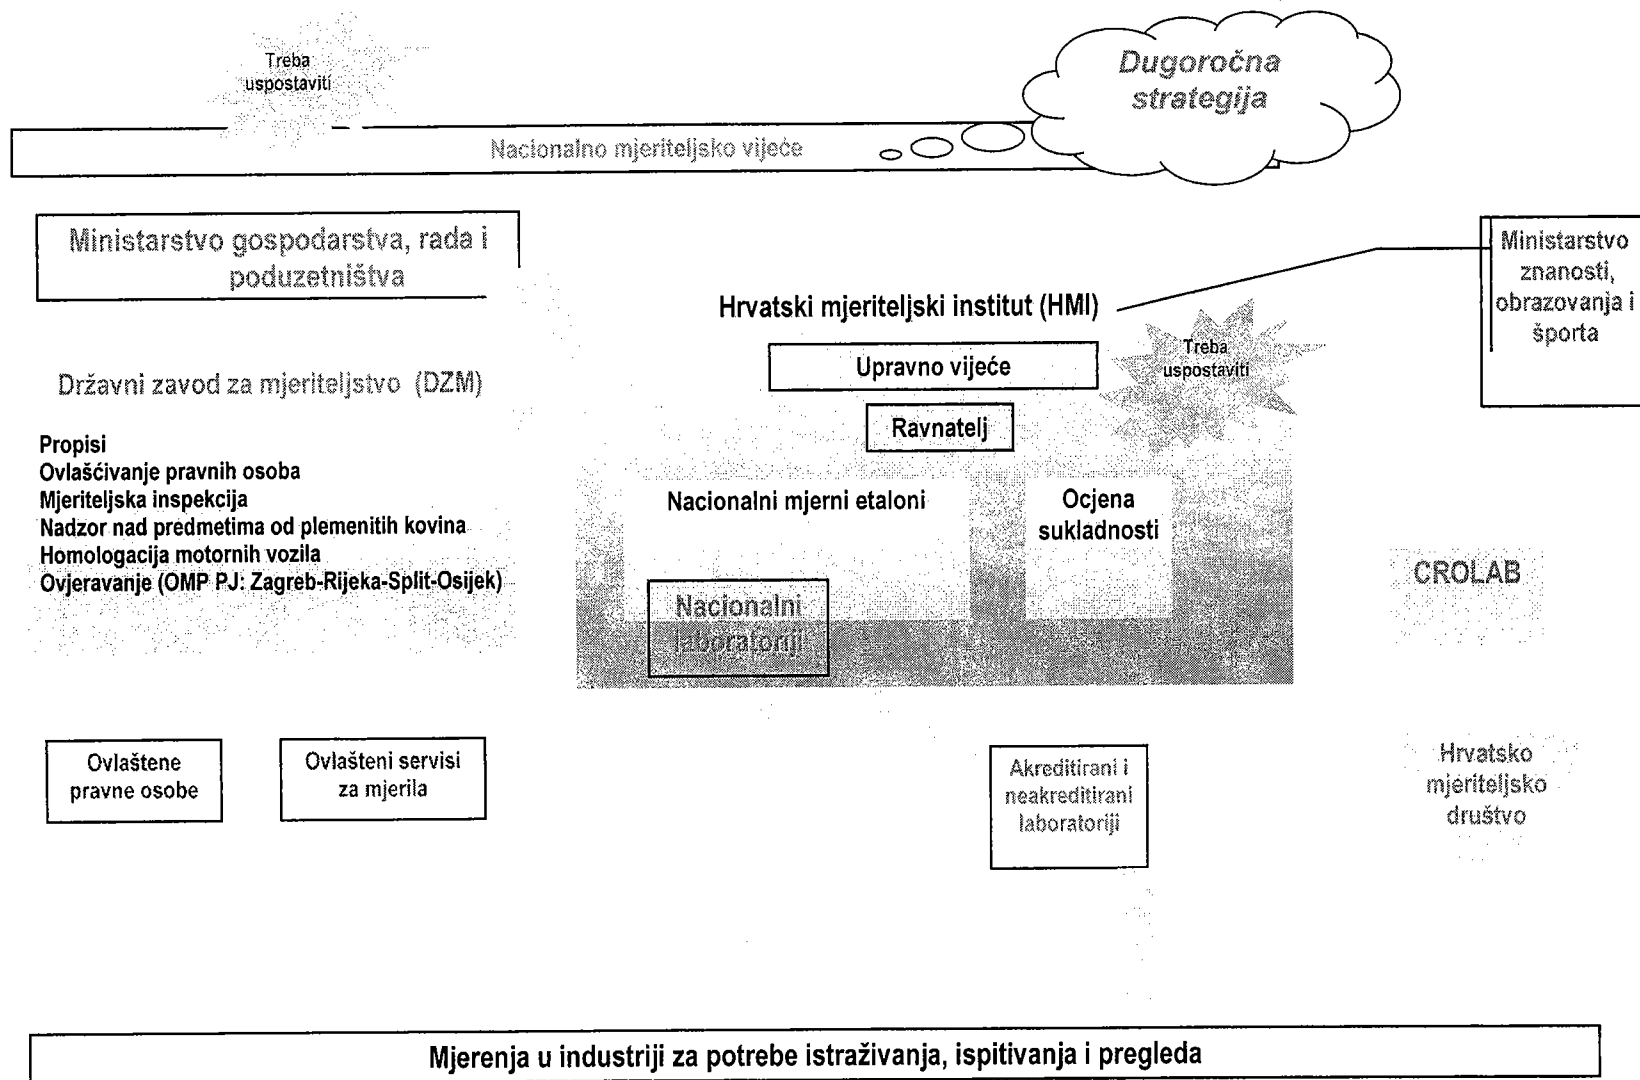 Treba
uspostaviti
Dugoročna
strategija
Nacionalno mjeriteljsko vijeće
Ministarstvo gospodarstva, rada i
poduzetništva
Ministarstvo
znanosti,
obrazovanja i
športa
Hrvatski mjeriteljski institut (HMI)
Upravno vijeće
Treba
uspostaviti
Ravnatelj
Državni zavod za mjeriteljstvo (DZM)
Propisi
Ovlašćivanje pravnih osoba
Mjeriteljska inspekcija
Nadzor nad predmetima od plemenitih kovina
Homologacija motornih vozila
Ovjeravanje (OMP PJ: Zagreb-Rijeka-Split-Osijek)
Nacionalni mjerni etaloni
Ocjena
sukladnosti
Nacionalni
laboratoriji
CROLAB
Ovlaštene
pravne osobe
Ovlašteni servisi
za mjerila
Akreditirani i
neakreditirani
laboratoriji
Hrvatsko
mjeriteljsko
društvo
Mjerenja u industriji za potrebe istraživanja, ispitivanja i pregleda